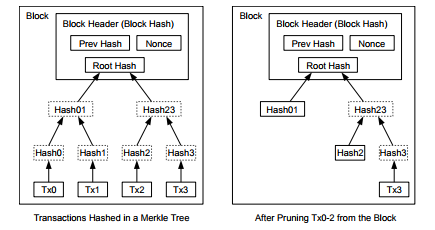 Block
Block Header (Block Hash)
Prev Hash
Nonce
Root Hash
Hash01
Hash23
Hash0
Hash1
Hash2
Hash3
Tx0
Tx1
Tx2
Tx3
Transactions Hashed in a Merkle Tree
Block
Block Header (Block Hash)
Prev Hash
Nonce
Root Hash
Hash01
Hash23
Hash2
Hash3
Tx3
After Pruning Tx0-2 from the Block